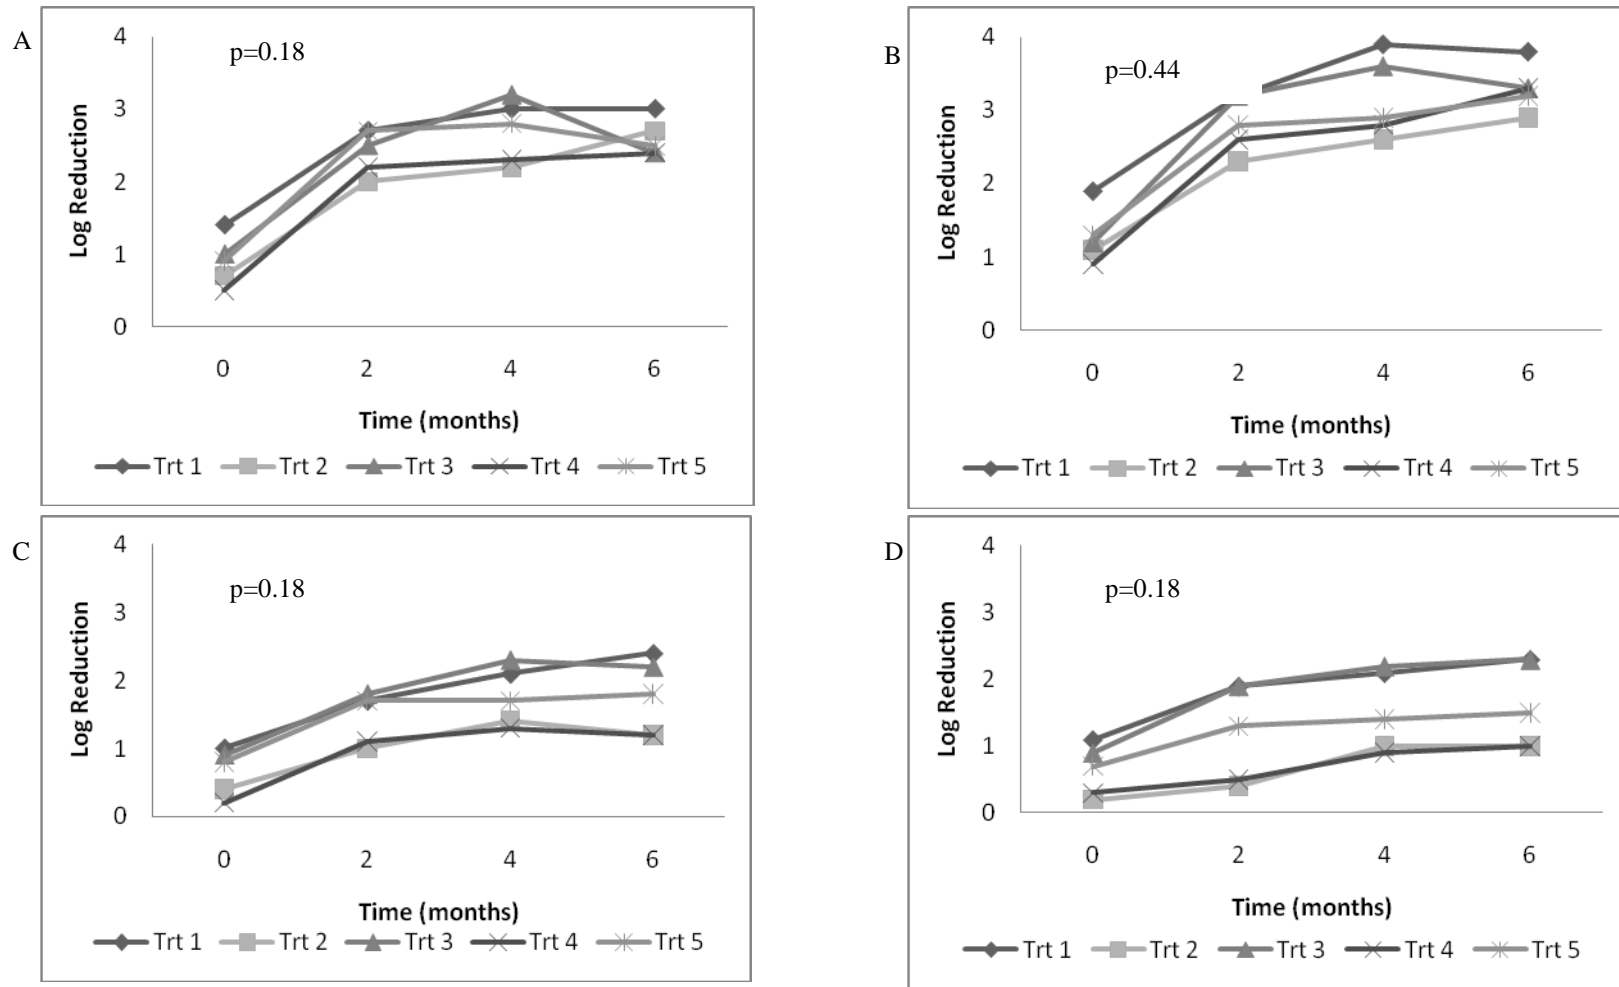 A
p=0.18
4
3
2
1
0
Log Reduction
0 2 4 6
Time (months)
Trt 1 Trt 2 Trt 3 Trt 4 Trt 5
B
p=0.44
4
3
2
1
0
Log Reduction
0 2 4 6
Time (months)
Trt 1 Trt 2 Trt 3 Trt 4 Trt 5
C
p=0.18
4
3
2
1
0
Log Reduction
0 2 4 6
Time (months)
Trt 1 Trt 2 Trt 3 Trt 4 Trt 5
D
p=0.18
4
3
2
1
0
Log Reduction
0 2 4 6
Time (months)
Trt 1 Trt 2 Trt 3 Trt 4 Trt 5